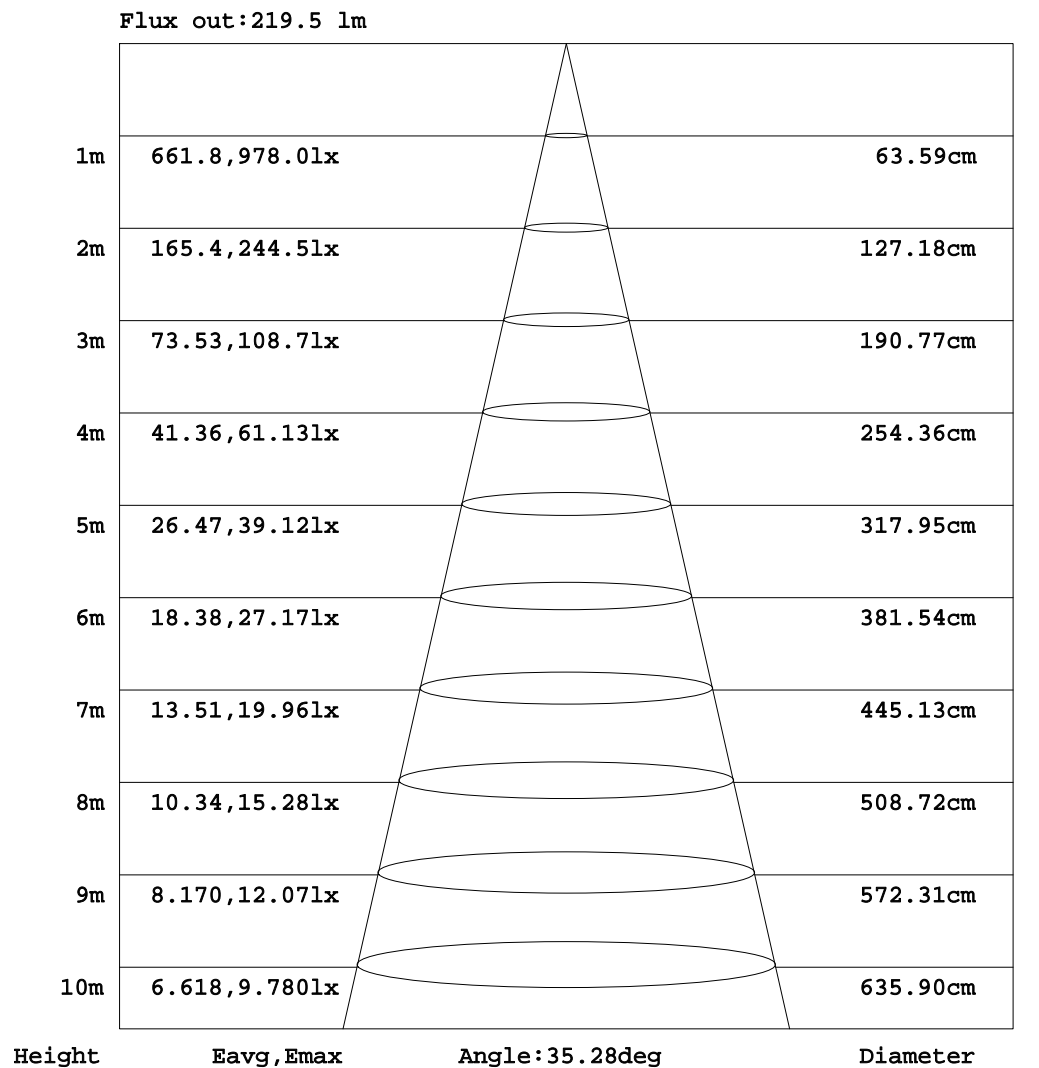 Flux out:219.5 lm
1m 661.8,978.0lx 63.59cm
2m 165.4,244.5lx 127.18cm
3m 73.53,108.7lx 190.77cm
4m 41.36,61.13lx 254.36cm
5m 26.47,39.12lx 317.95cm
6m 18.38,27.17lx 381.54cm
7m 13.51,19.96lx 445.13cm
8m 10.34,15.28lx 508.72cm
9m 8.170,12.07lx 572.31cm
10m 6.618,9.780lx 635.90cm
Height Eavg,Emax Angle:35.28deg Diameter